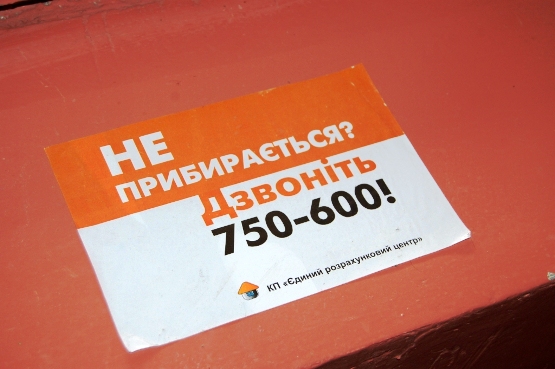 НЕ
ПРИБИРАЄТЬСЯ?
Дзвоніть
750-600!
КП «Єдиний розрахунковий центр»